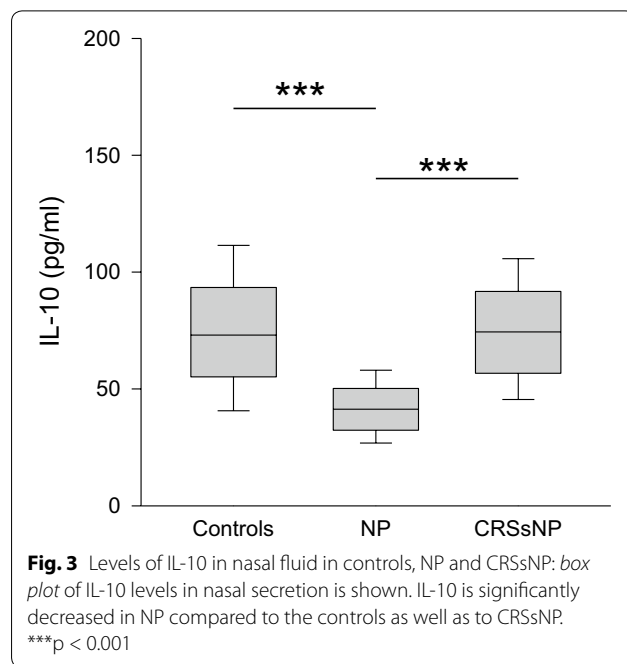 200
***
150
***
IL-10 (pg/ml)
100
50
0
Controls NP CRSsNP
Fig. 3 Levels of IL-10 in nasal fluid in controls, NP and CRSsNP: box
plot of IL-10 levels in nasal secretion is shown. IL-10 is significantly
decreased in NP compared to the controls as well as to CRSsNP.
***p < 0.001